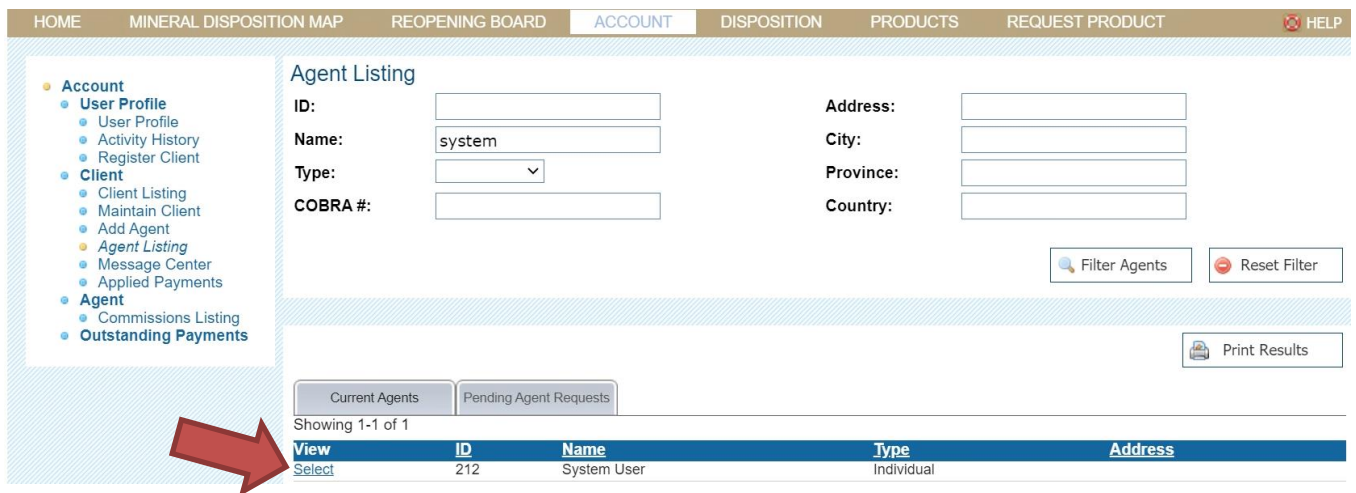 HOME MINERAL DISPOSITION MAP REOPENING BOARD ACCOUNT DISPOSITION PRODUCTS REQUEST PRODUCT HELP
Account
User Profile
User Profile
Activity History
Register Client
Client
Client Listing
Maintain Client
Add Agent
Agent Listing
Message Center
Applied Payments
Agent
Commissions Listing
Outstanding Payments
Agent Listing
ID: Address:
Name: system City:
Type: Province:
COBRA #: Country:
Filter Agents Reset Filter
Print Results
Current Agents Pending Agent Requests
Showing 1-1 of 1
View ID Name Type Address
Select 212 System User Individual